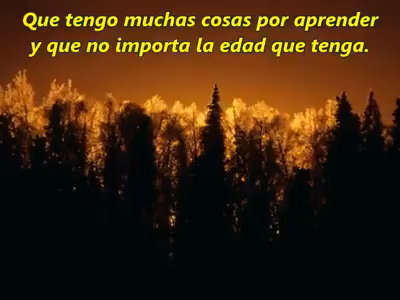 Que tengo muchas cosas por aprender
y que no importa la edad que tenga.